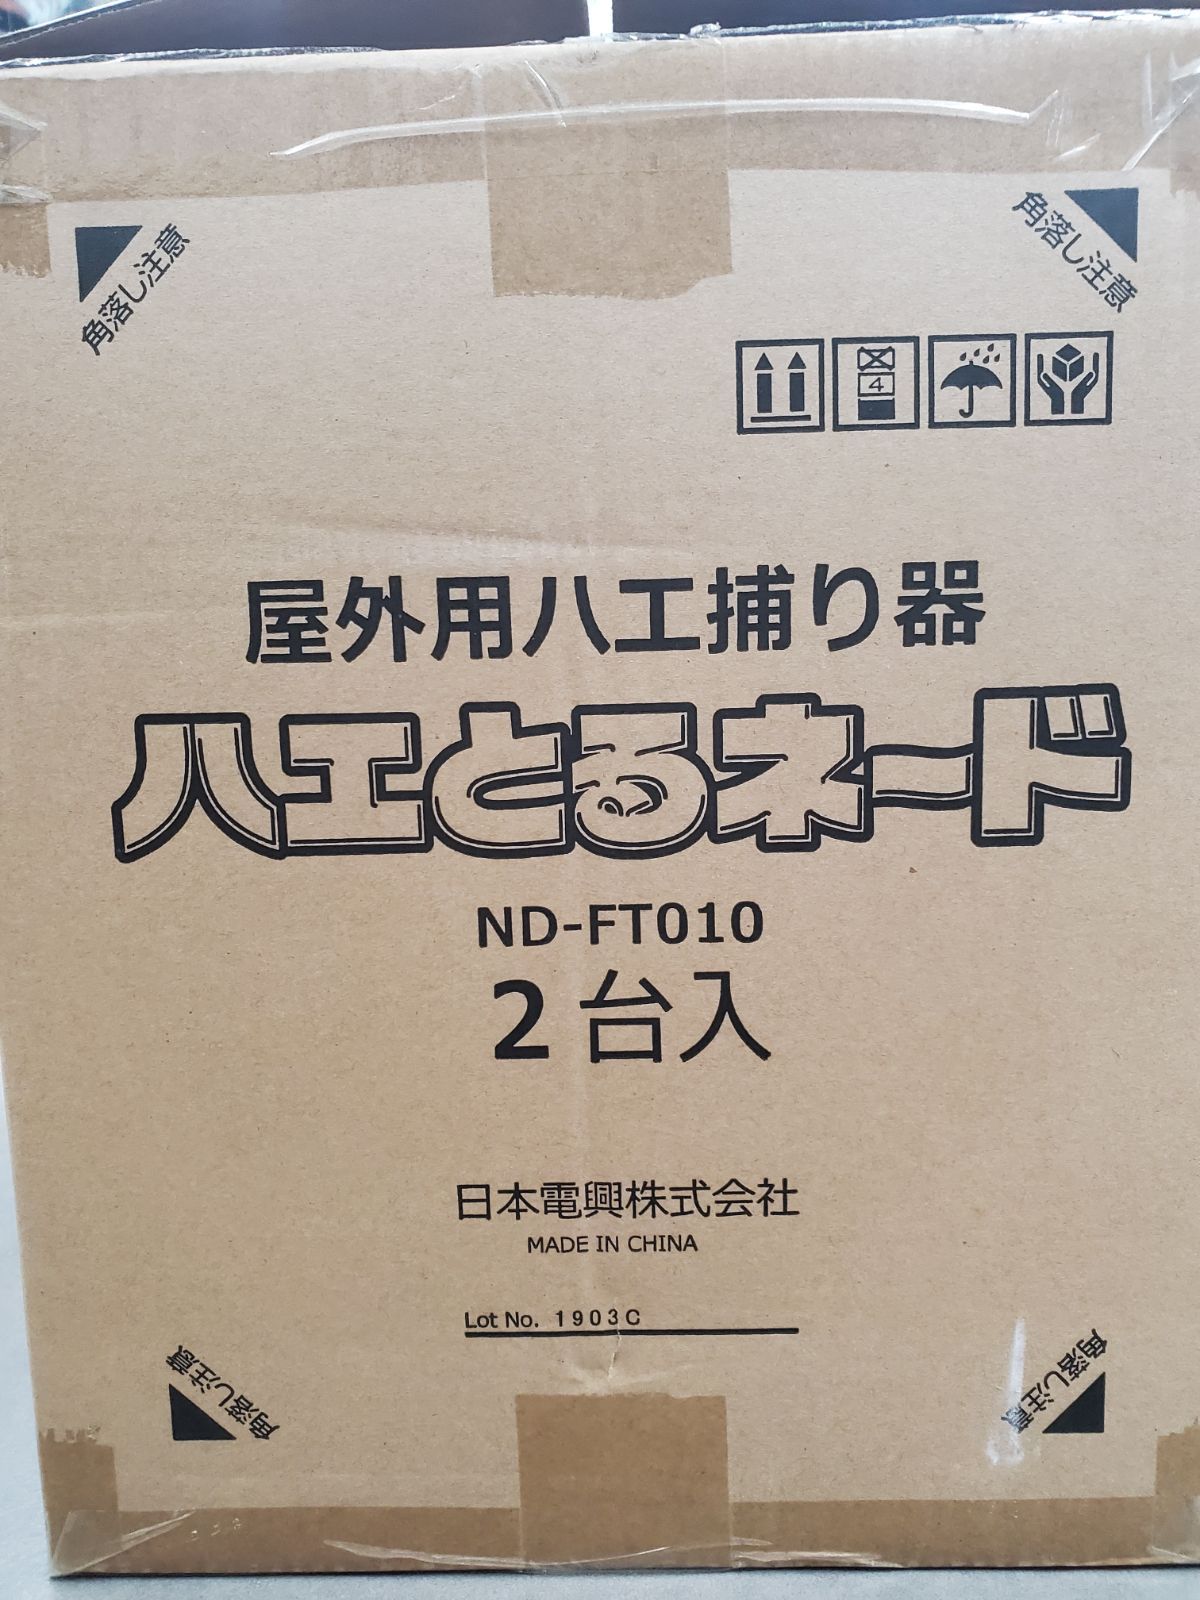 角落し注意
角落し注意
4
屋外用ハエ捕り器
ハエとるネード
ND-FT010
2台入
日本電興株式会社
MADE IN CHINA
Lot No. 1903C
角落し注意
角落し注意